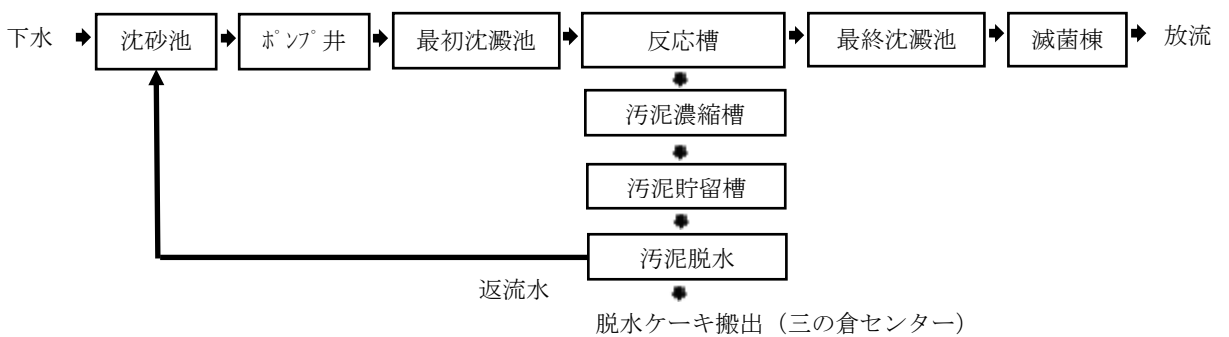 下水
沈砂池
ﾎﾟﾝﾌﾟ井
最初沈澱池
反応槽
最終沈澱池
滅菌棟
放流
汚泥濃縮槽
汚泥貯留槽
汚泥脱水
返流水
脱水ケーキ搬出（三の倉センター）